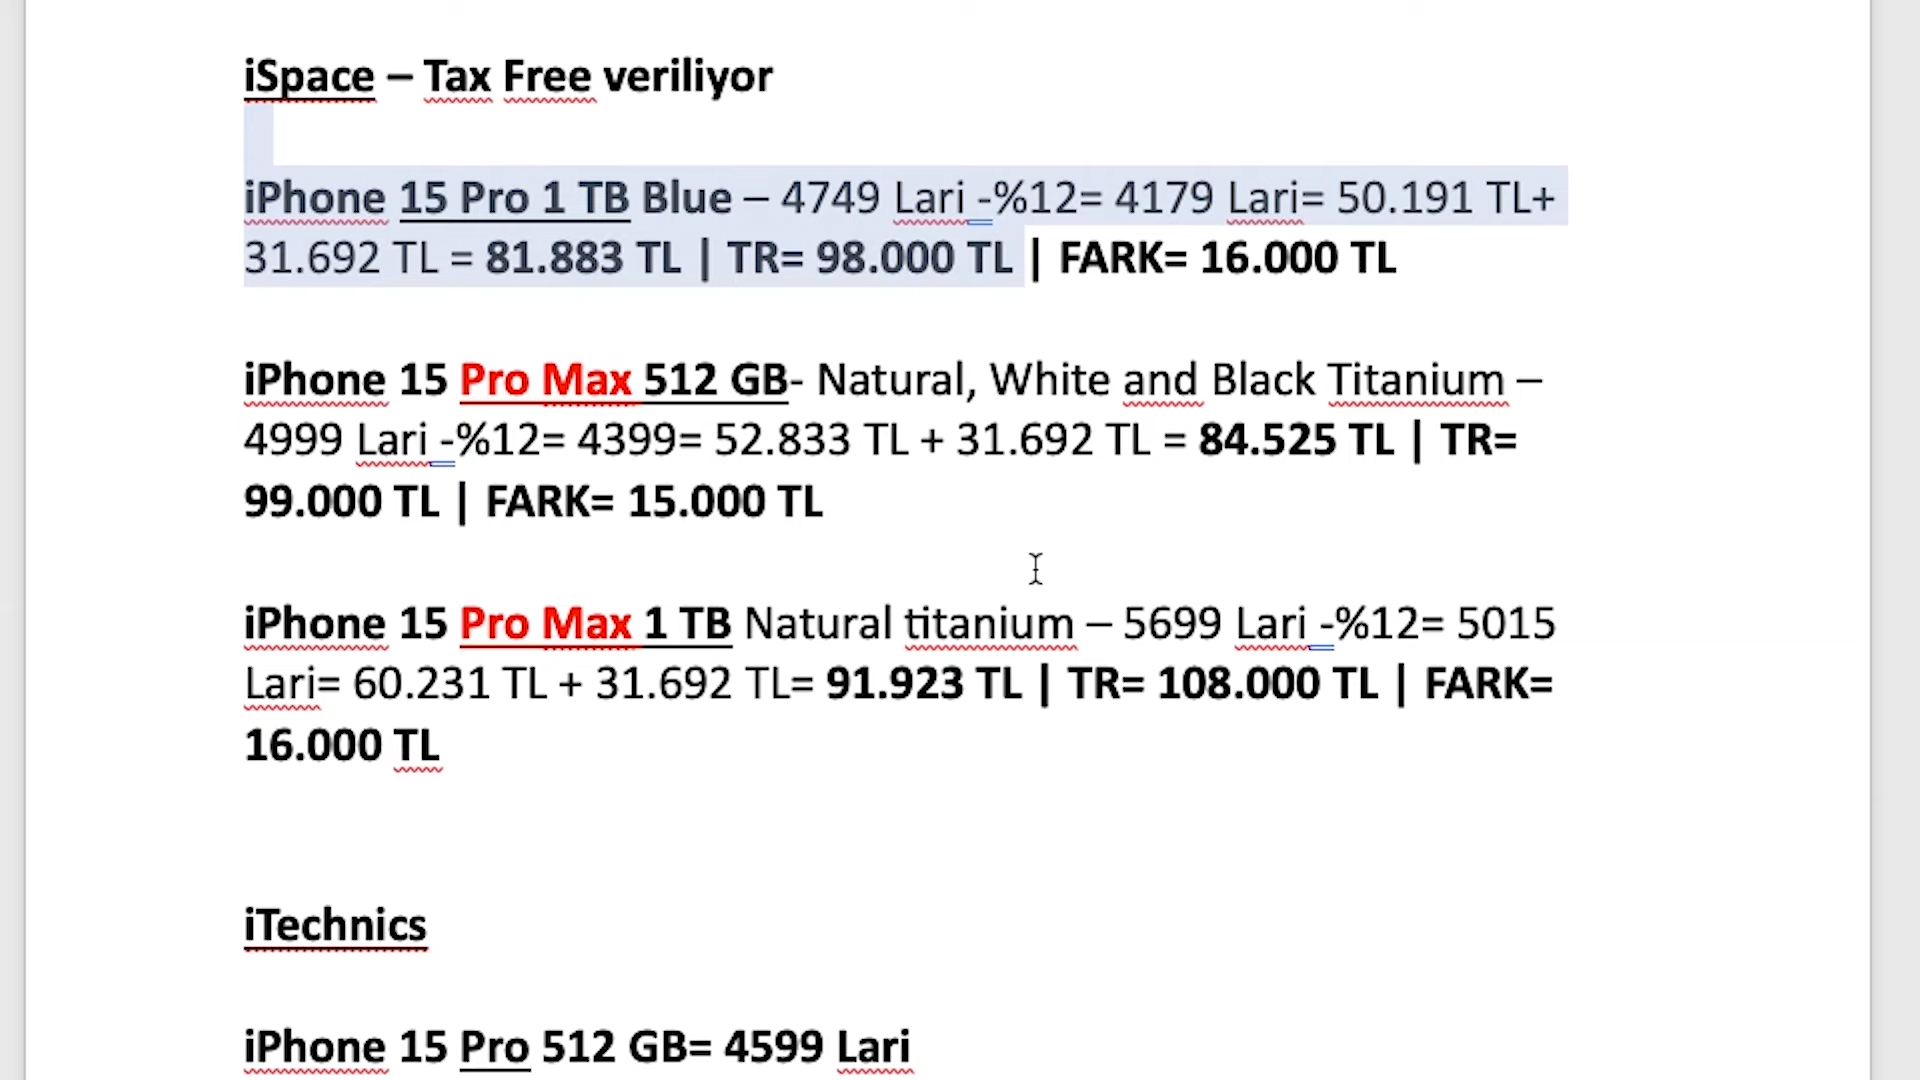 iSpace – Tax Free veriliyor
iPhone 15 Pro 1 TB Blue – 4749 Lari -%12= 4179 Lari= 50.191 TL+
31.692 TL = 81.883 TL | TR= 98.000 TL | FARK= 16.000 TL
iPhone 15 Pro Max 512 GB- Natural, White and Black Titanium –
4999 Lari -%12= 4399= 52.833 TL + 31.692 TL = 84.525 TL | TR=
99.000 TL | FARK= 15.000 TL
iPhone 15 Pro Max 1 TB Natural titanium – 5699 Lari -%12= 5015
Lari= 60.231 TL + 31.692 TL= 91.923 TL | TR= 108.000 TL | FARK=
16.000 TL
iTechnics
iPhone 15 Pro 512 GB= 4599 Lari